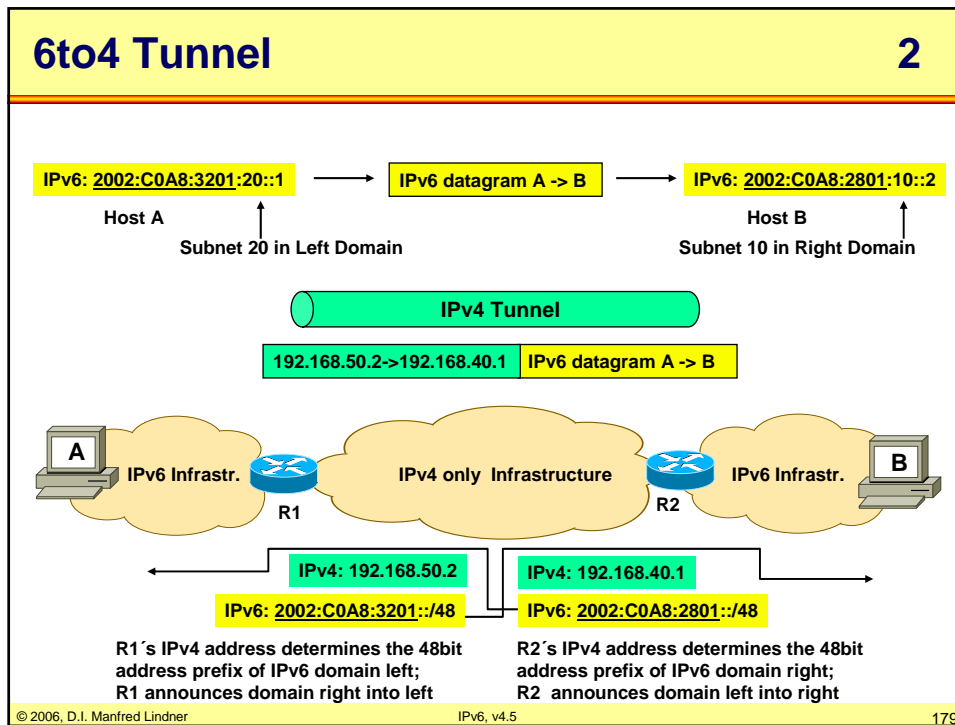 6to4 Tunnel 2
IPv6: 2002:C0A8:3201:20::1
IPv6 datagram A -> B
IPv6: 2002:C0A8:2801:10::2
Host A
Host B
Subnet 20 in Left Domain
Subnet 10 in Right Domain
IPv4 Tunnel
192.168.50.2->192.168.40.1 IPv6 datagram A -> B
A
IPv6 Infrastr.
R1
IPv4 only Infrastructure
R2
IPv6 Infrastr.
B
IPv4: 192.168.50.2
IPv4: 192.168.40.1
IPv6: 2002:C0A8:3201::/48
IPv6: 2002:C0A8:2801::/48
R1´s IPv4 address determines the 48bit
address prefix of IPv6 domain left;
R1 announces domain right into left
R2´s IPv4 address determines the 48bit
address prefix of IPv6 domain right;
R2 announces domain left into right
© 2006, D.I. Manfred Lindner
IPv6, v4.5
179